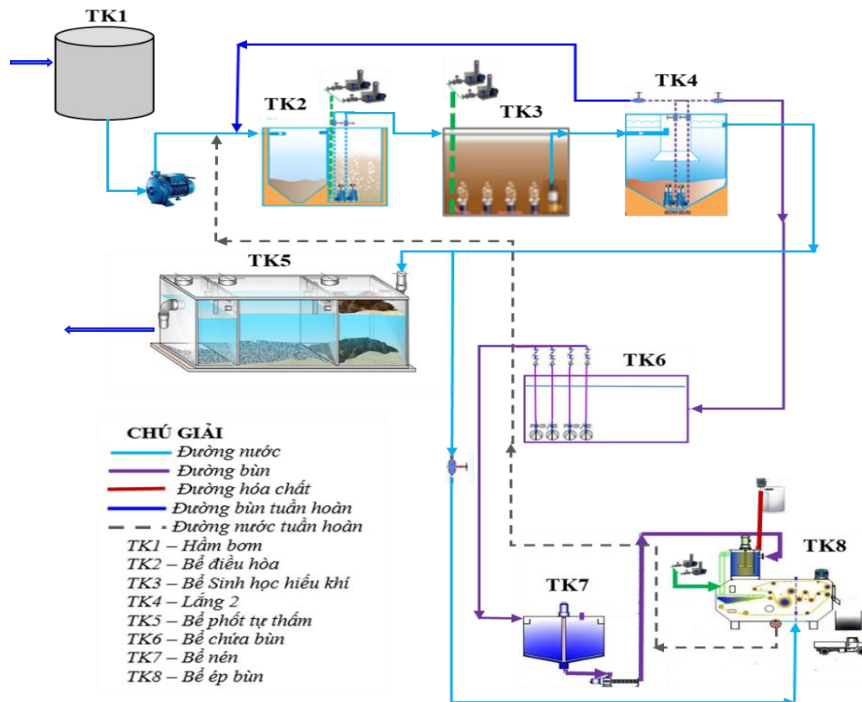 TK1
TK2
TK3
TK4
BOM BÙN
TK5
TK6
CHÚ GIẢI
Đường nước
Đường bùn
Đường hóa chất
Đường bùn tuần hoàn
Đường nước tuần hoàn
TK1 – Hầm bơm
TK2 – Bể điều hòa
TK3 – Bể Sinh học hiếu khí
TK4 – Lắng 2
TK5 – Bể phốt tự thấm
TK6 – Bể chứa bùn
TK7 – Bể nén
TK8 – Bể ép bùn
TK7
TK8